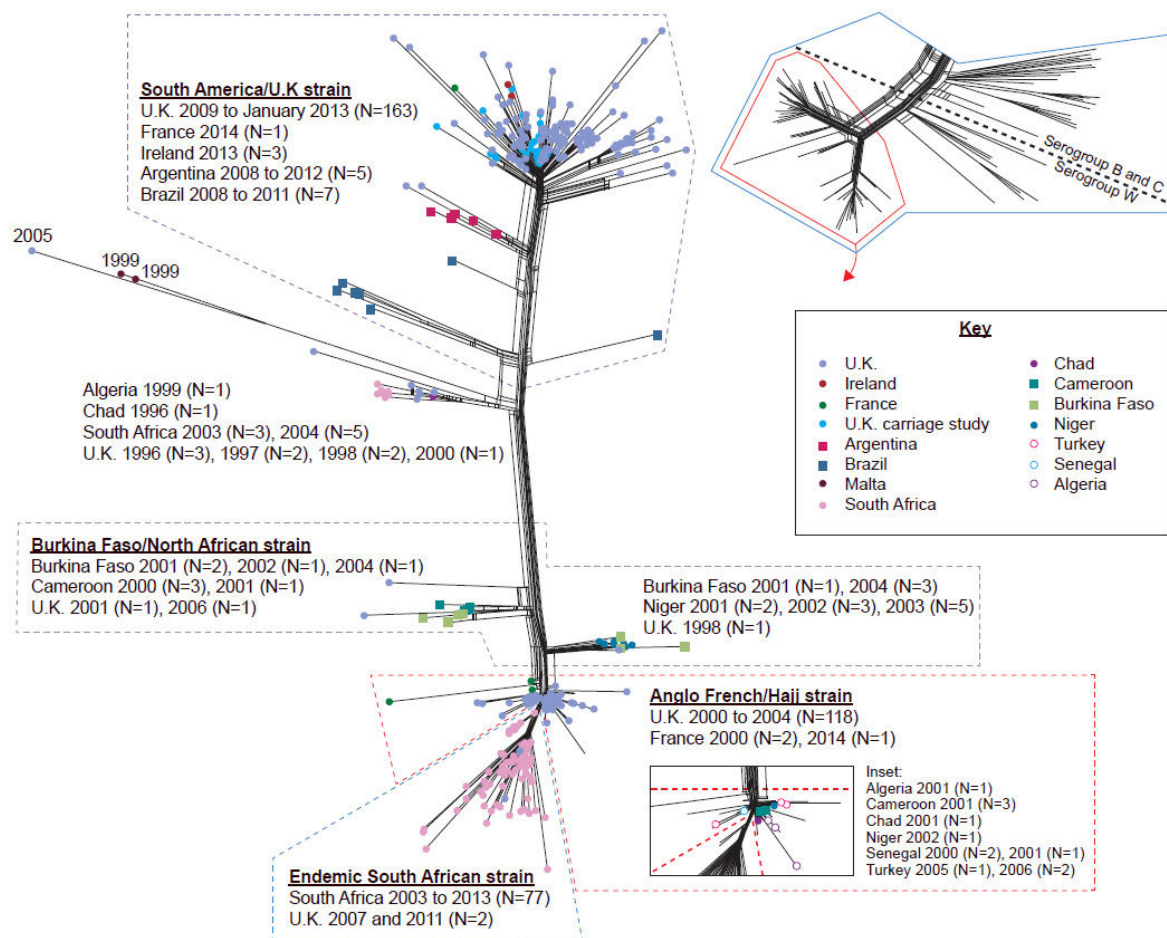 South America/U.K strain
U.K. 2009 to January 2013 (N=163)
France 2014 (N=1)
Ireland 2013 (N=3)
Argentina 2008 to 2012 (N=5)
Brazil 2008 to 2011 (N=7)
Serogroup B and C
Serogroup W
2005
1999
1999
Key
U.K.
Ireland
France
U.K. carriage study
Argentina
Brazil
Malta
South Africa
Chad
Cameroon
Burkina Faso
Niger
Turkey
Senegal
Algeria
Algeria 1999 (N=1)
Chad 1996 (N=1)
South Africa 2003 (N=3), 2004 (N=5)
U.K. 1996 (N=3), 1997 (N=2), 1998 (N=2), 2000 (N=1)
Burkina Faso/North African strain
Burkina Faso 2001 (N=2), 2002 (N=1), 2004 (N=1)
Cameroon 2000 (N=3), 2001 (N=1)
U.K. 2001 (N=1), 2006 (N=1)
Burkina Faso 2001 (N=1), 2004 (N=3)
Niger 2001 (N=2), 2002 (N=3), 2003 (N=5)
U.K. 1998 (N=1)
Anglo French/Hajj strain
U.K. 2000 to 2004 (N=118)
France 2000 (N=2), 2014 (N=1)
Inset:
Algeria 2001 (N=1)
Cameroon 2001 (N=3)
Chad 2001 (N=1)
Niger 2002 (N=1)
Senegal 2000 (N=2), 2001 (N=1)
Turkey 2005 (N=1), 2006 (N=2)
Endemic South African strain
South Africa 2003 to 2013 (N=77)
U.K. 2007 and 2011 (N=2)